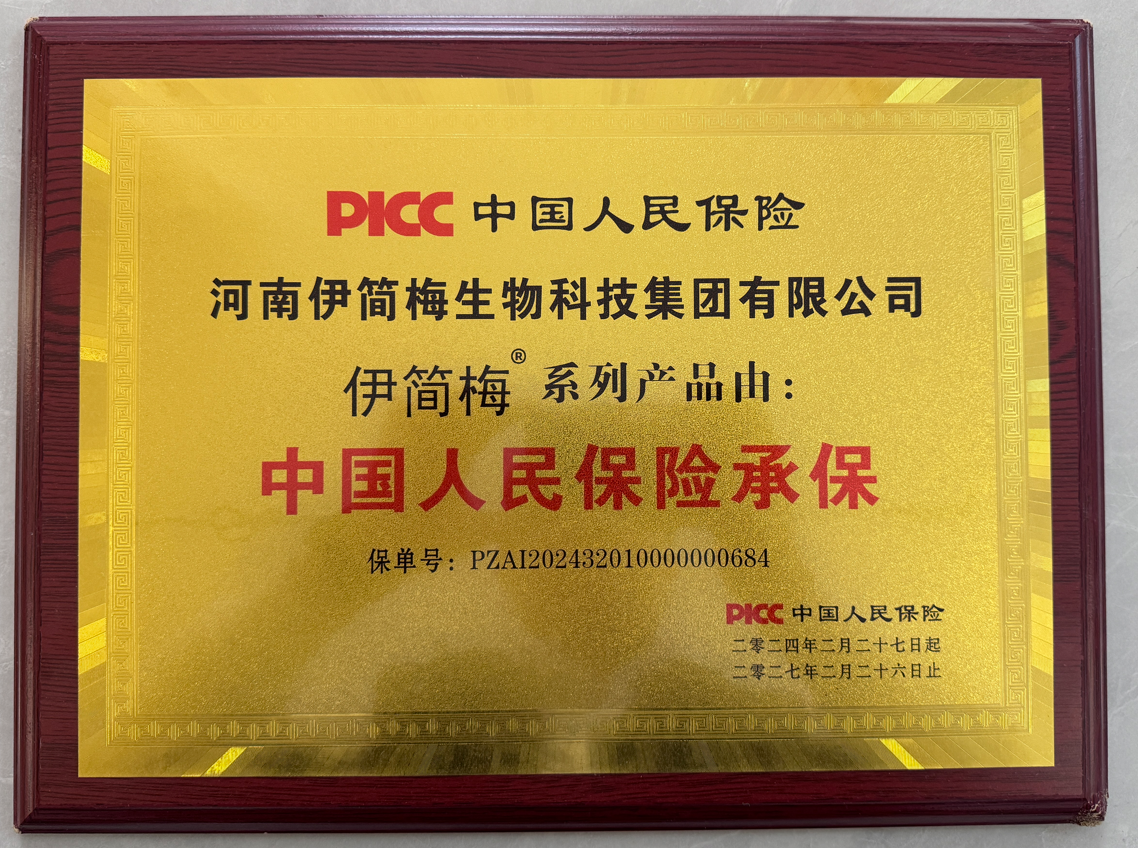 PICC 中国人民保险
河南伊简梅生物科技集团有限公司
伊简梅® 系列产品由：
中国人民保险承保
保单号：PZAI202432010000000684
PICC 中国人民保险
二零二四年二月二十七日起
二零二七年二月二十六日止